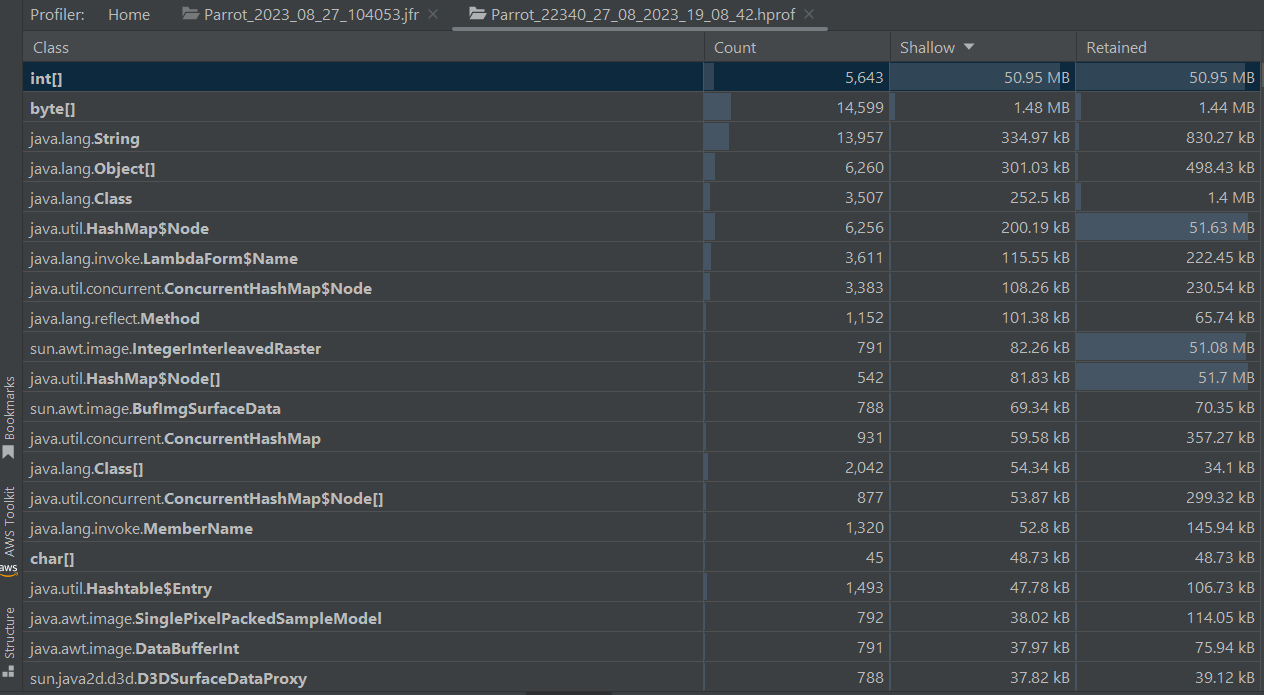 Profiler: Home Parrot_2023_08_27_104053.jfr Parrot_22340_27_08_2023_19_08_42.hprof
Class Count Shallow Retained
int[] 5,643 50.95 MB 50.95 MB
byte[] 14,599 1.48 MB 1.44 MB
java.lang.String 13,957 334.97 kB 830.27 kB
java.lang.Object[] 6,260 301.03 kB 498.43 kB
java.lang.Class 3,507 252.5 kB 1.4 MB
java.util.HashMap$Node 6,256 200.19 kB 51.63 MB
java.lang.invoke.LambdaForm$Name 3,611 115.55 kB 222.45 kB
java.util.concurrent.ConcurrentHashMap$Node 3,383 108.26 kB 230.54 kB
java.lang.reflect.Method 1,152 101.38 kB 65.74 kB
sun.awt.image.IntegerInterleavedRaster 791 82.26 kB 51.08 MB
java.util.HashMap$Node[] 542 81.83 kB 51.7 MB
sun.awt.image.BufImgSurfaceData 788 69.34 kB 70.35 kB
java.util.concurrent.ConcurrentHashMap 931 59.58 kB 357.27 kB
java.lang.Class[] 2,042 54.34 kB 34.1 kB
java.util.concurrent.ConcurrentHashMap$Node[] 877 53.87 kB 299.32 kB
java.lang.invoke.MemberName 1,320 52.8 kB 145.94 kB
char[] 45 48.73 kB 48.73 kB
java.util.Hashtable$Entry 1,493 47.78 kB 106.73 kB
java.awt.image.SinglePixelPackedSampleModel 792 38.02 kB 114.05 kB
java.awt.image.DataBufferInt 791 37.97 kB 75.94 kB
sun.java2d.d3d.D3DSurfaceDataProxy 788 37.82 kB 39.12 kB
Bookmarks
AWS Toolkit
aws
Structure